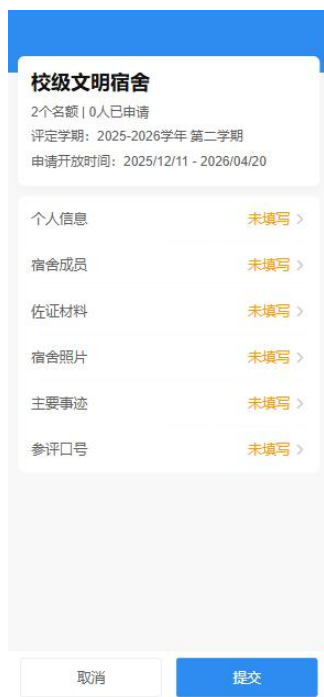 校级文明宿舍
2个名额 | 0人已申请
评定学期：2025-2026学年 第二学期
申请开放时间：2025/12/11 - 2026/04/20
个人信息 未填写
宿舍成员 未填写
佐证材料 未填写
宿舍照片 未填写
主要事迹 未填写
参评口号 未填写
取消 提交